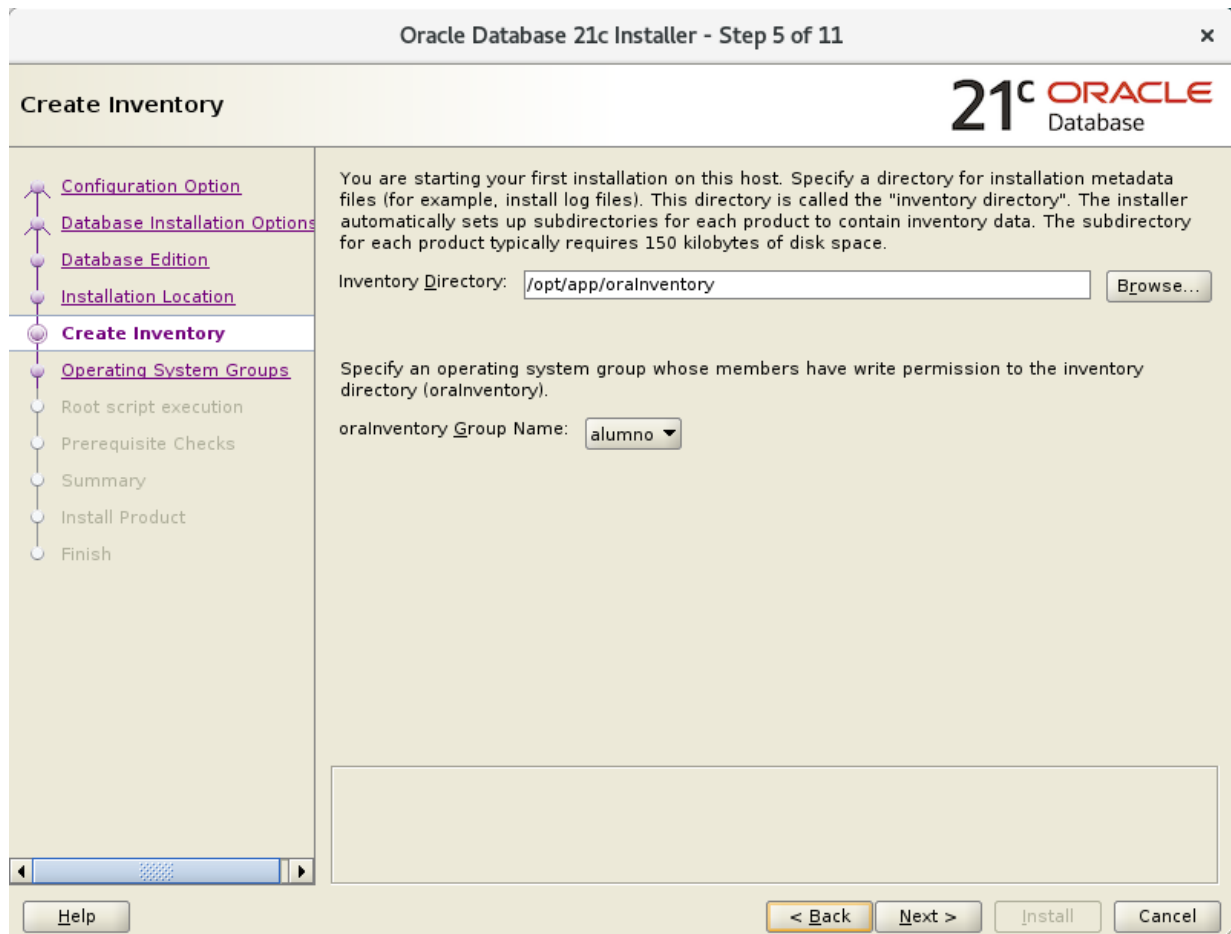 Oracle Database 21c Installer - Step 5 of 11
×
Create Inventory
21c ORACLE
Database
Configuration Option
Database Installation Options
Database Edition
Installation Location
Create Inventory
Operating System Groups
Root script execution
Prerequisite Checks
Summary
Install Product
Finish
You are starting your first installation on this host. Specify a directory for installation metadata
files (for example, install log files). This directory is called the "inventory directory". The installer
automatically sets up subdirectories for each product to contain inventory data. The subdirectory
for each product typically requires 150 kilobytes of disk space.
Inventory Directory: /opt/app/oraInventory Browse...
Specify an operating system group whose members have write permission to the inventory
directory (oraInventory).
oraInventory Group Name: alumno
Help < Back Next > Install Cancel